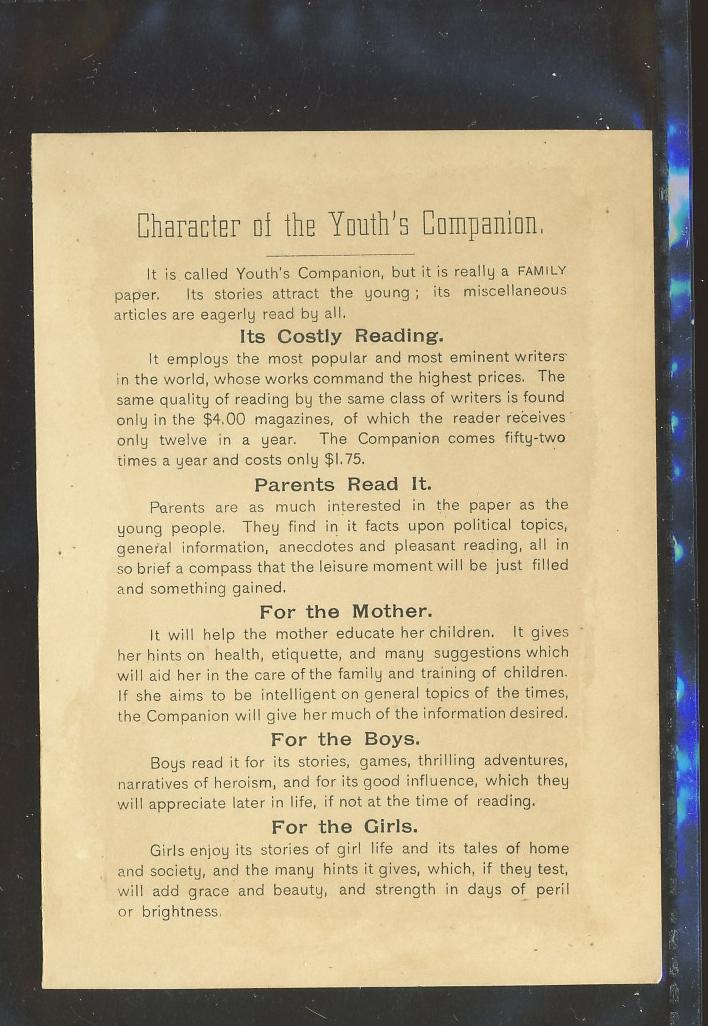 Character of the Youth's Companion.
It is called Youth's Companion, but it is really a FAMILY
paper. Its stories attract the young ; its miscellaneous
articles are eagerly read by all.
Its Costly Reading.
It employs the most popular and most eminent writers
in the world, whose works command the highest prices. The
same quality of reading by the same class of writers is found
only in the $4.00 magazines, of which the reader receives
only twelve in a year. The Companion comes fifty-two
times a year and costs only $1.75.
Parents Read It.
Parents are as much interested in the paper as the
young people. They find in it facts upon political topics,
general information, anecdotes and pleasant reading, all in
so brief a compass that the leisure moment will be just filled
and something gained.
For the Mother.
It will help the mother educate her children. It gives
her hints on health, etiquette, and many suggestions which
will aid her in the care of the family and training of children.
If she aims to be intelligent on general topics of the times,
the Companion will give her much of the information desired.
For the Boys.
Boys read it for its stories, games, thrilling adventures,
narratives of heroism, and for its good influence, which they
will appreciate later in life, if not at the time of reading.
For the Girls.
Girls enjoy its stories of girl life and its tales of home
and society, and the many hints it gives, which, if they test,
will add grace and beauty, and strength in days of peril
or brightness.